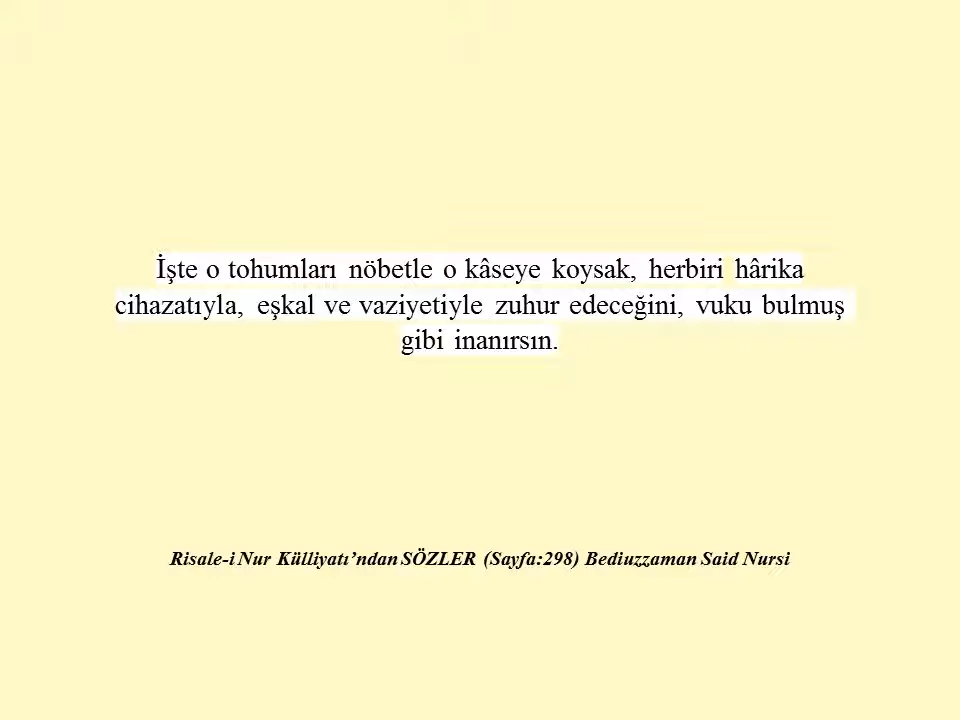 İşte o tohumları nöbetle o kâseye koysak, herbiri hârika
cihazatıyla, eşkal ve vaziyetiyle zuhur edeceğini, vuku bulmuş
gibi inanırsın.
Risale-i Nur Külliyatı’ndan SÖZLER (Sayfa:298) Bediuzzaman Said Nursi